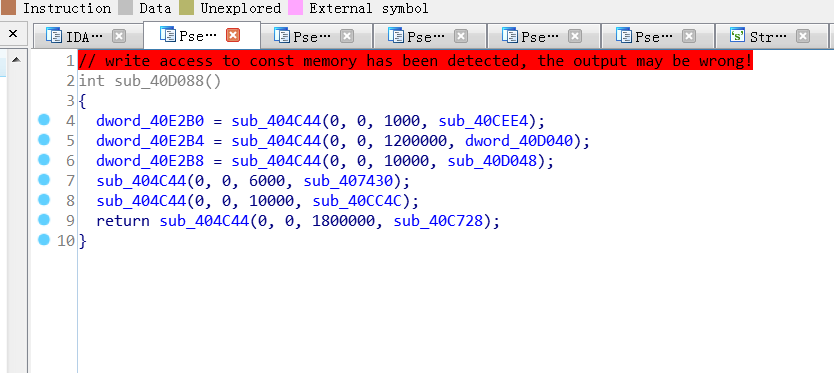 Instruction Data Unexplored External symbol
× IDA… Pse… Pse… Pse… Pse… Pse… Str…
1 // write access to const memory has been detected, the output may be wrong!
2 int sub_40D088()
3 {
4 dword_40E2B0 = sub_404C44(0, 0, 1000, sub_40CEE4);
5 dword_40E2B4 = sub_404C44(0, 0, 1200000, dword_40D040);
6 dword_40E2B8 = sub_404C44(0, 0, 10000, sub_40D048);
7 sub_404C44(0, 0, 6000, sub_407430);
8 sub_404C44(0, 0, 10000, sub_40CC4C);
9 return sub_404C44(0, 0, 1800000, sub_40C728);
10 }